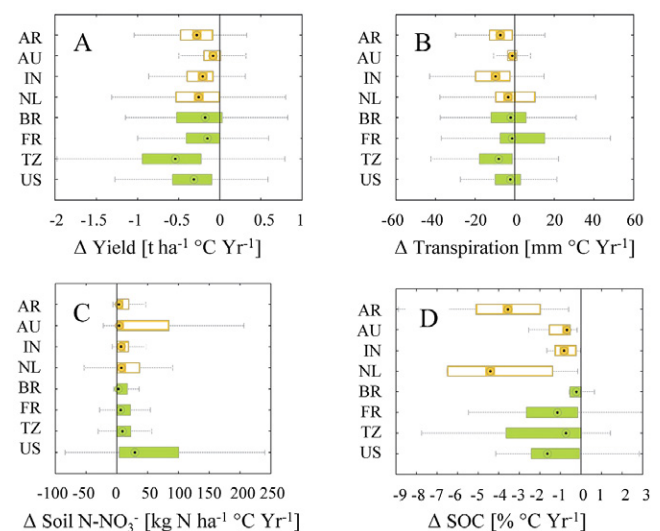 A
AR
AU
IN
NL
BR
FR
TZ
US
-2 -1.5 -1 -0.5 0 0.5 1
Δ Yield [t ha⁻¹ °C Yr⁻¹]
B
AR
AU
IN
NL
BR
FR
TZ
US
-60 -40 -20 0 20 40 60
Δ Transpiration [mm °C Yr⁻¹]
C
AR
AU
IN
NL
BR
FR
TZ
US
-100 -50 0 50 100 150 200 250
Δ Soil N-NO₃⁻ [kg N ha⁻¹ °C Yr⁻¹]
D
AR
AU
IN
NL
BR
FR
TZ
US
-9 -8 -7 -6 -5 -4 -3 -2 -1 0 1 2 3
Δ SOC [% °C Yr⁻¹]